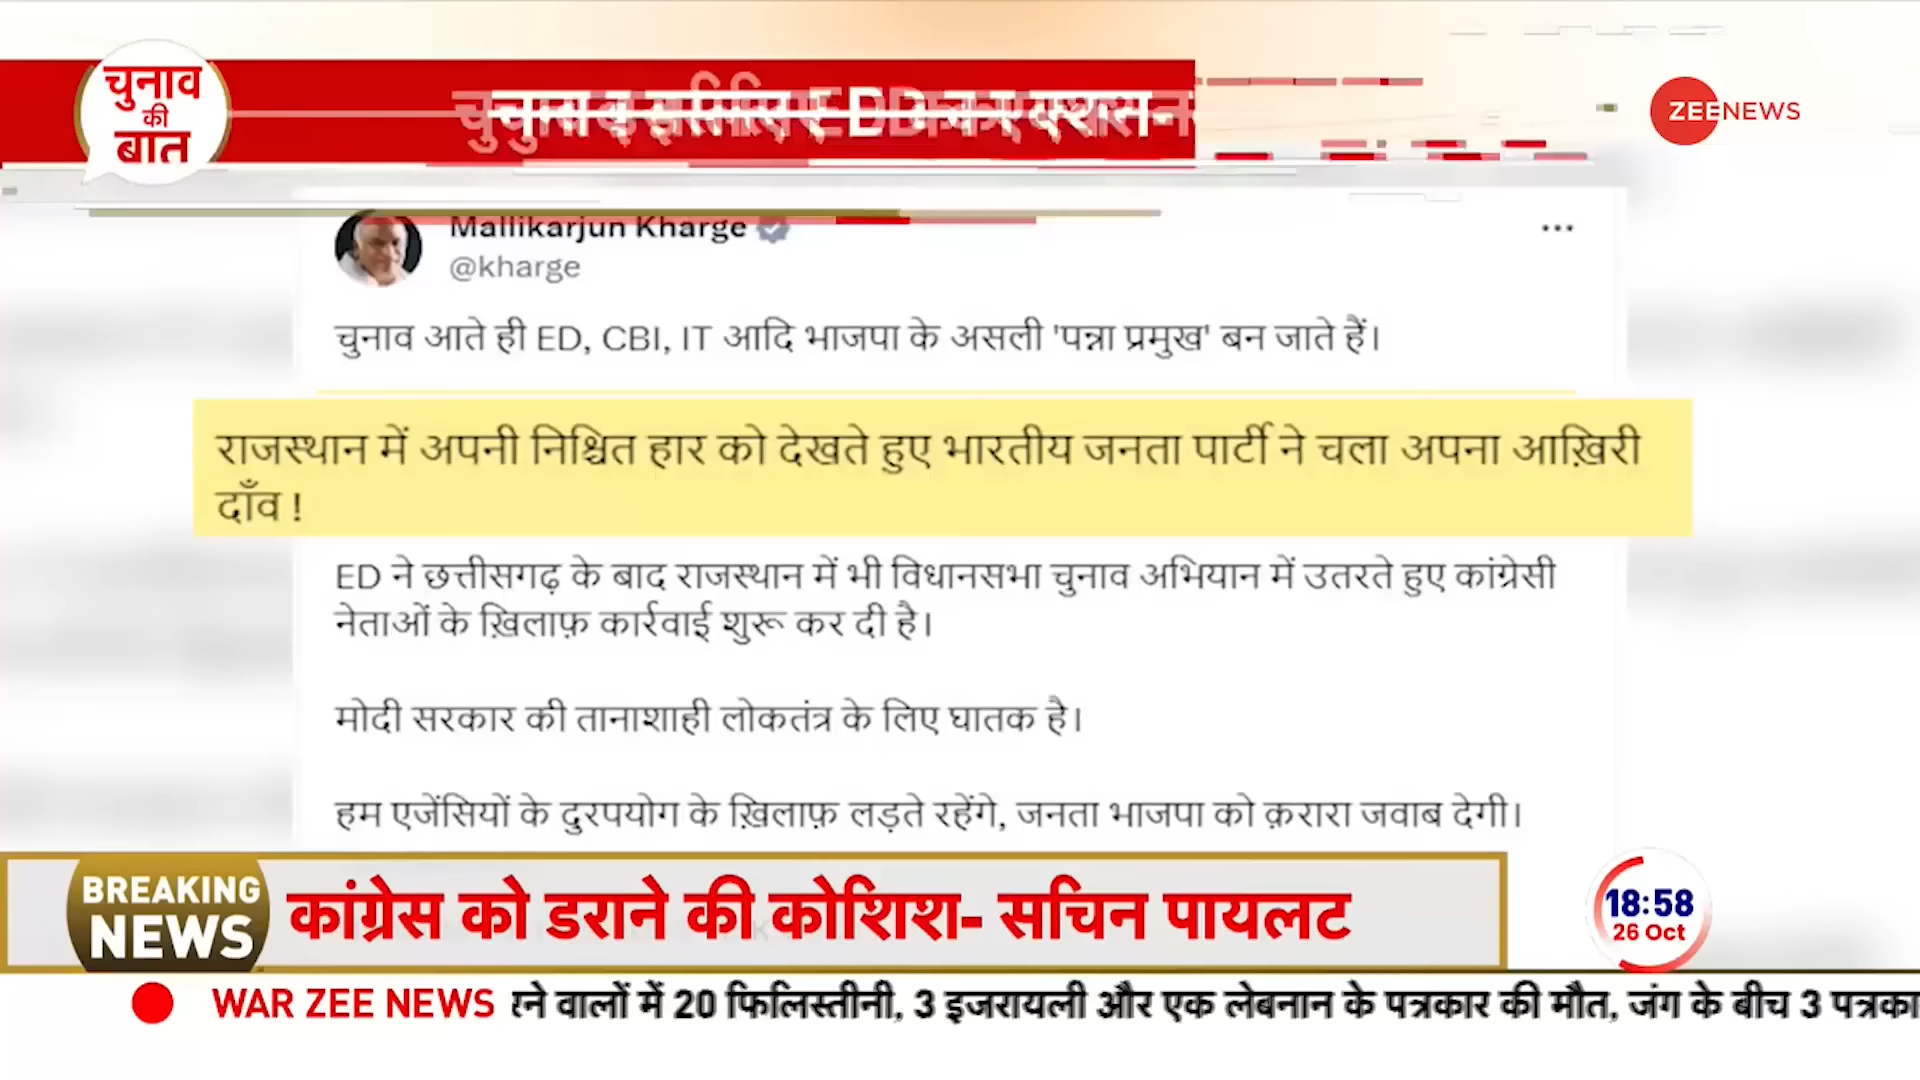 चुनाव
की
बात
ZEENEWS
Mallikarjun Kharge
@kharge
चुनाव आते ही ED, CBI, IT आदि भाजपा के असली 'पन्ना प्रमुख' बन जाते हैं।
राजस्थान में अपनी निश्चित हार को देखते हुए भारतीय जनता पार्टी ने चला अपना आख़िरी
दाँव !
ED ने छत्तीसगढ़ के बाद राजस्थान में भी विधानसभा चुनाव अभियान में उतरते हुए कांग्रेसी
नेताओं के ख़िलाफ़ कार्रवाई शुरू कर दी है।
मोदी सरकार की तानाशाही लोकतंत्र के लिए घातक है।
हम एजेंसियों के दुरपयोग के ख़िलाफ़ लड़ते रहेंगे, जनता भाजपा को क़रारा जवाब देगी।
BREAKING
NEWS
कांग्रेस को डराने की कोशिश- सचिन पायलट
18:58
26 Oct
WAR ZEE NEWS वालों में 20 फिलिस्तीनी, 3 इजरायली और एक लेबनान के पत्रकार की मौत, जंग के बीच 3